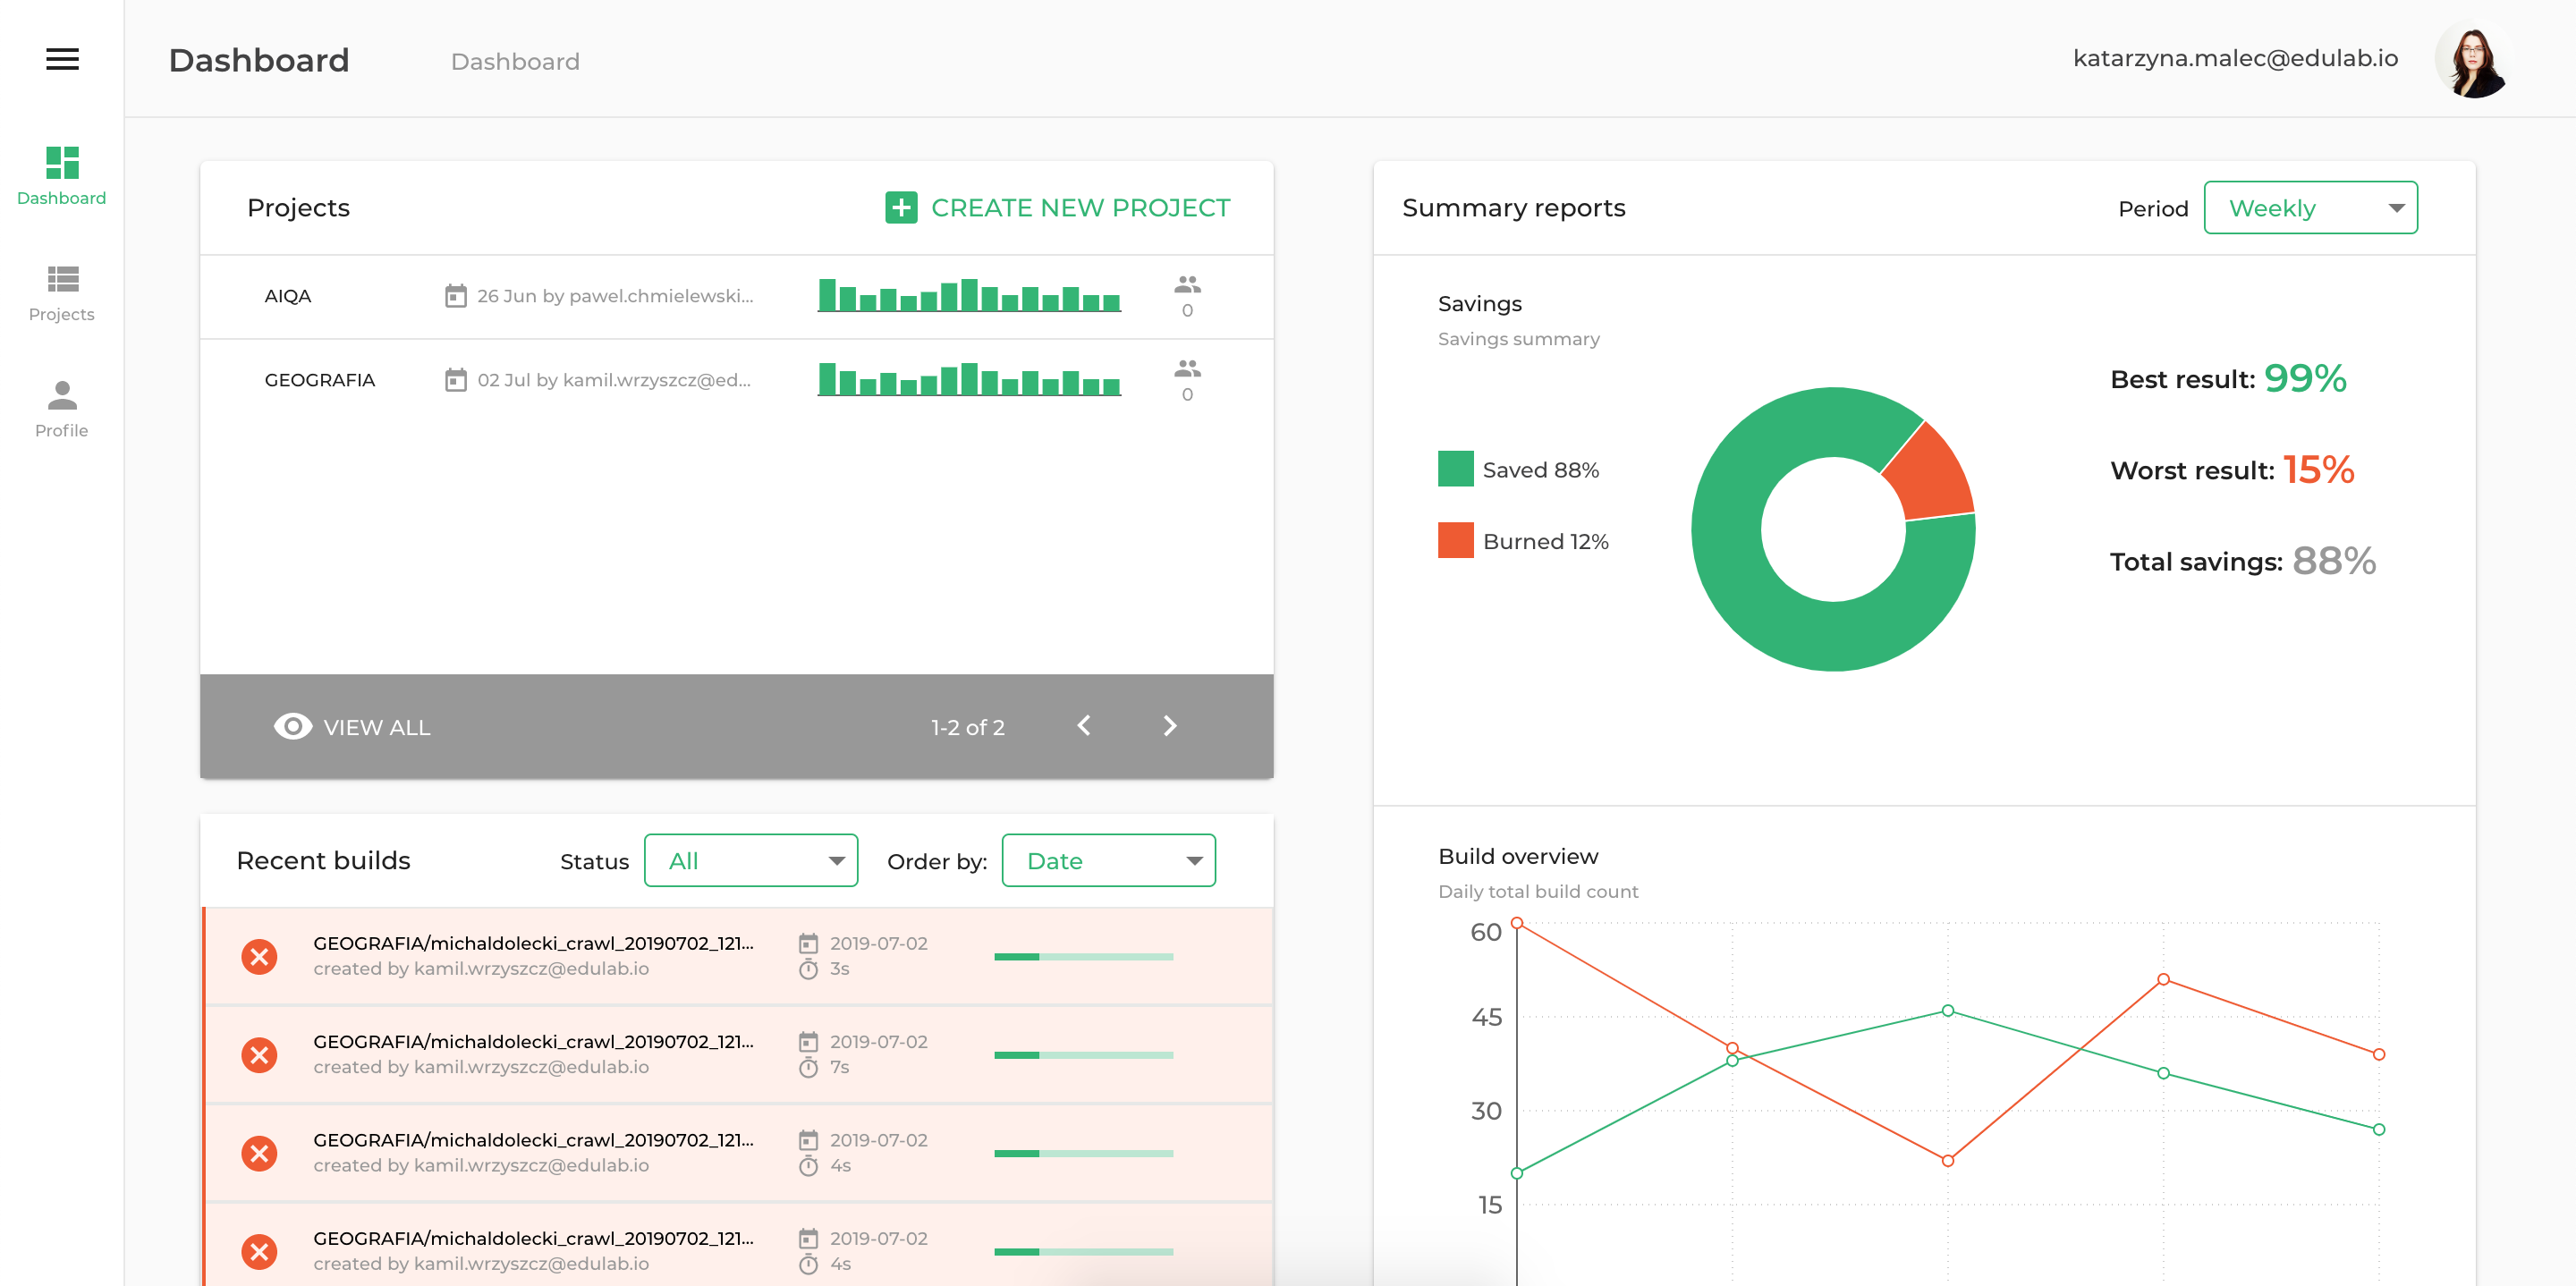 Dashboard
Dashboard
katarzyna.malec@edulab.io
Dashboard
Projects
Profile
Projects
CREATE NEW PROJECT
AIQA
26 Jun by pawel.chmielewski...
0
GEOGRAFIA
02 Jul by kamil.wrzyszcz@ed...
0
VIEW ALL
1-2 of 2
Recent builds
Status
All
Order by:
Date
GEOGRAFIA/michaldolecki_crawl_20190702_121...
created by kamil.wrzyszcz@edulab.io
2019-07-02
3s
GEOGRAFIA/michaldolecki_crawl_20190702_121...
created by kamil.wrzyszcz@edulab.io
2019-07-02
7s
GEOGRAFIA/michaldolecki_crawl_20190702_121...
created by kamil.wrzyszcz@edulab.io
2019-07-02
4s
GEOGRAFIA/michaldolecki_crawl_20190702_121...
created by kamil.wrzyszcz@edulab.io
2019-07-02
4s
Summary reports
Period
Weekly
Savings
Savings summary
Saved 88%
Burned 12%
Best result: 99%
Worst result: 15%
Total savings: 88%
Build overview
Daily total build count
60
45
30
15